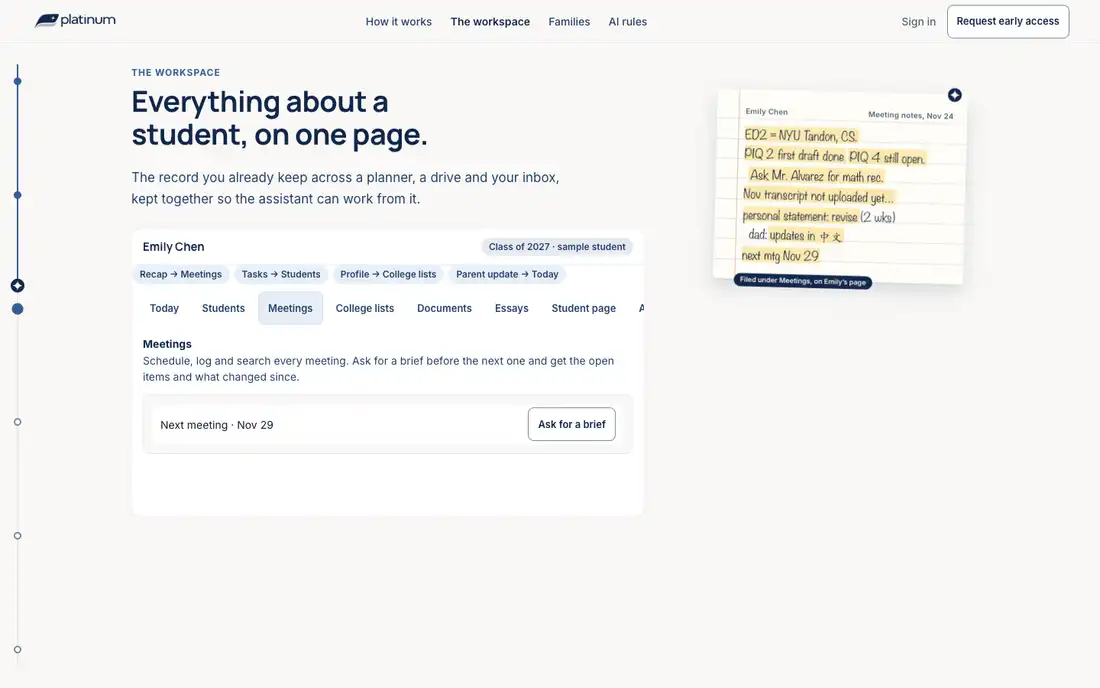 platinum
How it works
The workspace
Families
AI rules
Sign in
Request early access
THE WORKSPACE
Everything about a
student, on one page.
The record you already keep across a planner, a drive and your inbox,
kept together so the assistant can work from it.
Emily Chen
Class of 2027 · sample student
Recap → Meetings
Tasks → Students
Profile → College lists
Parent update → Today
Today
Students
Meetings
College lists
Documents
Essays
Student page
A
Meetings
Schedule, log and search every meeting. Ask for a brief before the next one and get the open
items and what changed since.
Next meeting · Nov 29
Ask for a brief
Emily Chen
Meeting notes, Nov 24
ED2 = NYU Tandon, CS.
PIQ 2 first draft done PIQ 4 still open.
Ask Mr. Alvarez for math rec.
Nov transcript not uploaded yet...
personal statement: revise (2 wks)
dad: updates in 中文
next mtg Nov 29
Filed under Meetings, on Emily's page